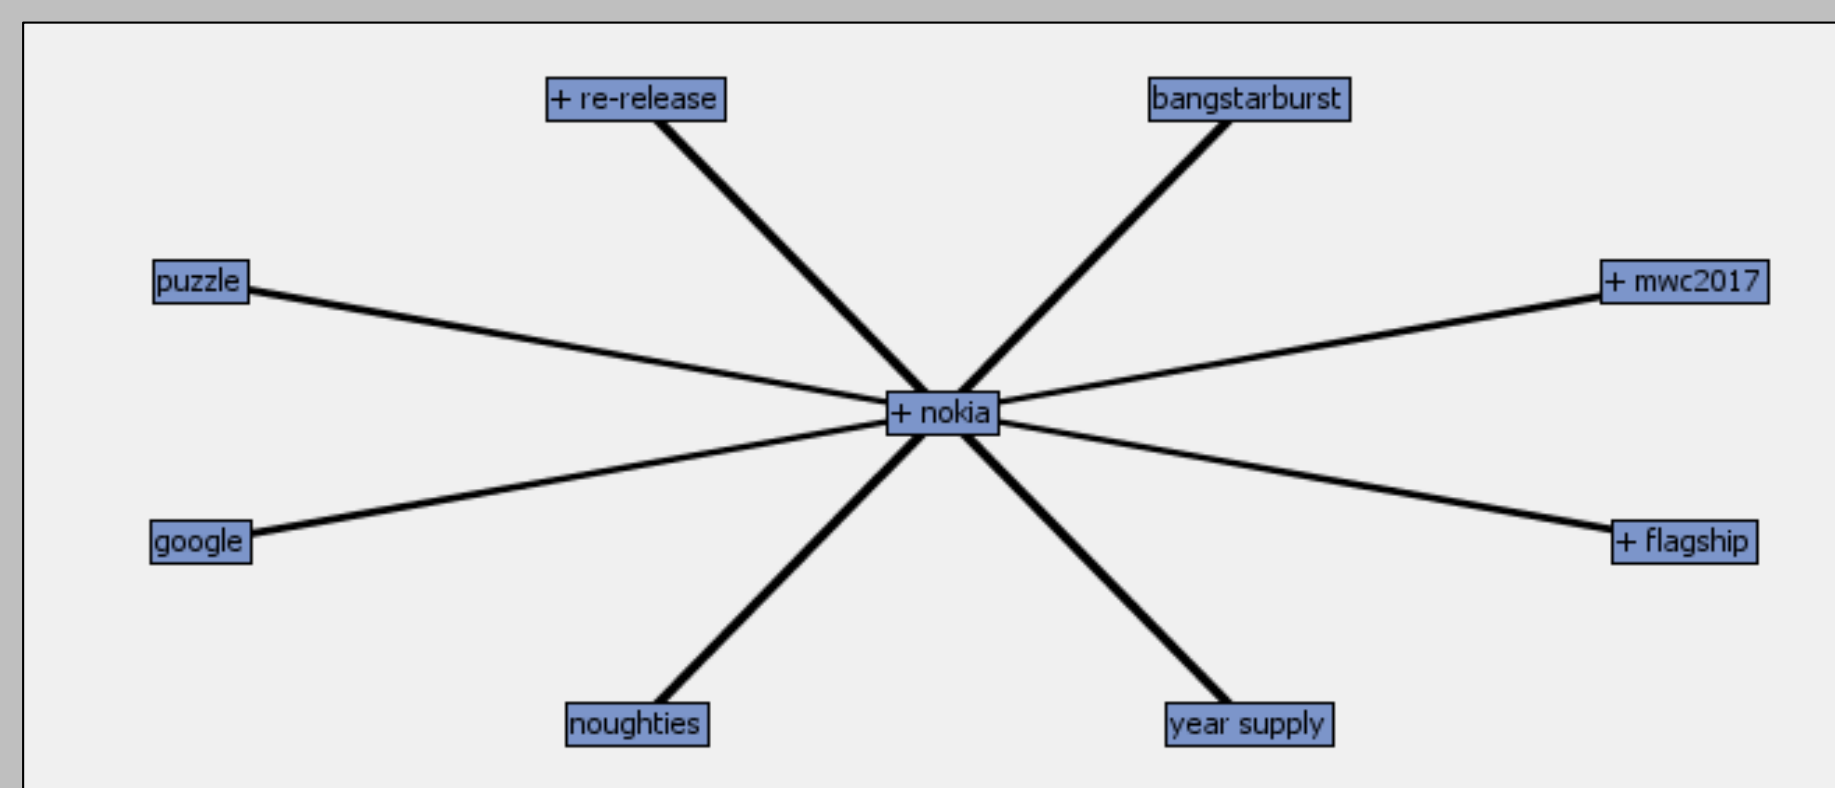 + re-release
bangstarburst
puzzle
+ mwc2017
+ nokia
google
+ flagship
noughties
year supply